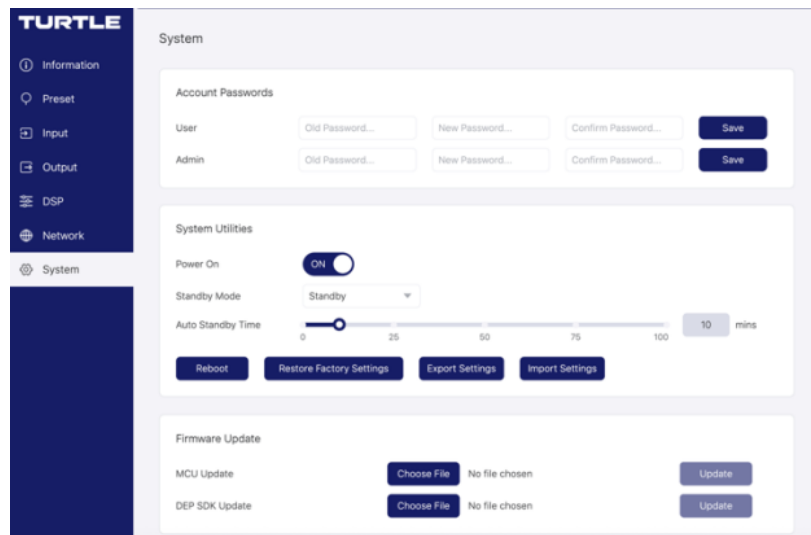 TURTLE
Information
Preset
Input
Output
DSP
Network
System
System
Account Passwords
User Old Password... New Password... Confirm Password... Save
Admin Old Password... New Password... Confirm Password... Save
System Utilities
Power On ON
Standby Mode Standby
Auto Standby Time 10 mins
0 25 50 75 100
Reboot Restore Factory Settings Export Settings Import Settings
Firmware Update
MCU Update Choose File No file chosen Update
DEP SDK Update Choose File No file chosen Update